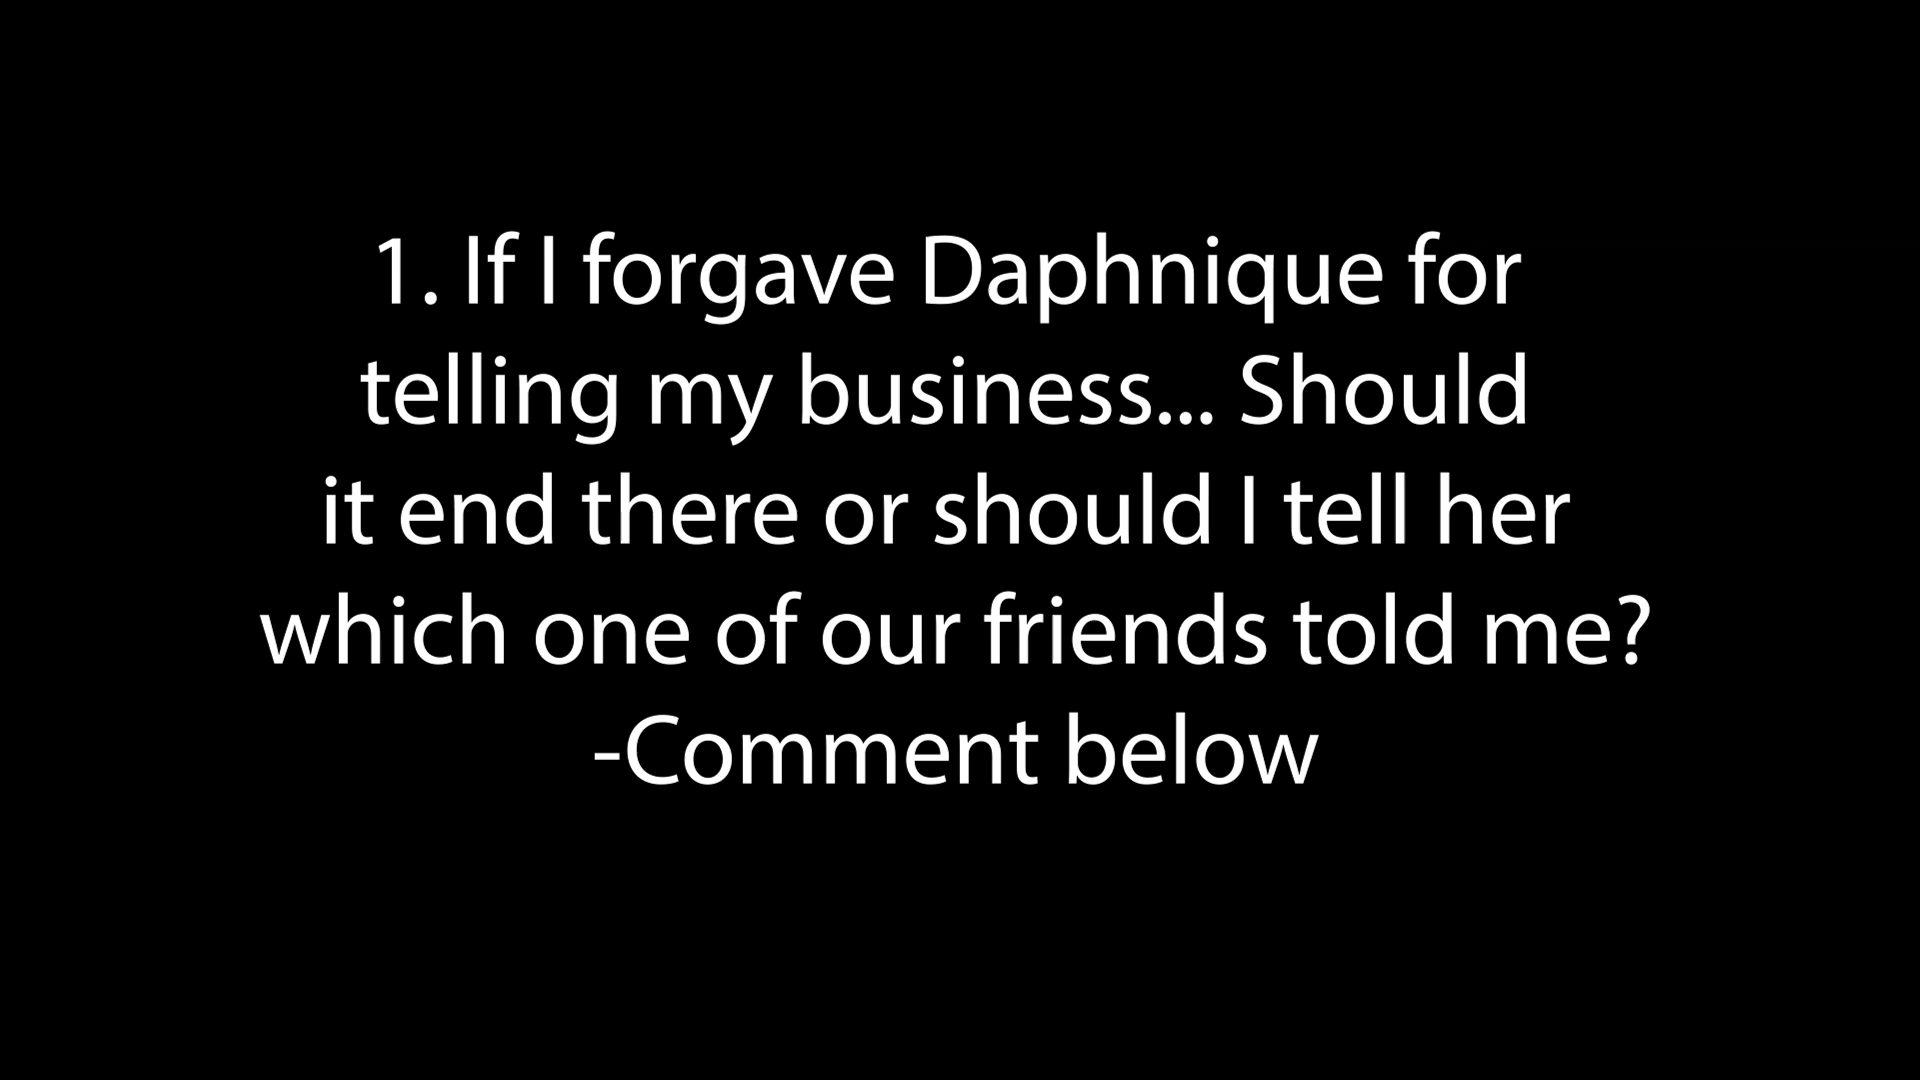 1. If I forgave Daphnique for
telling my business... Should
it end there or should I tell her
which one of our friends told me?
-Comment below